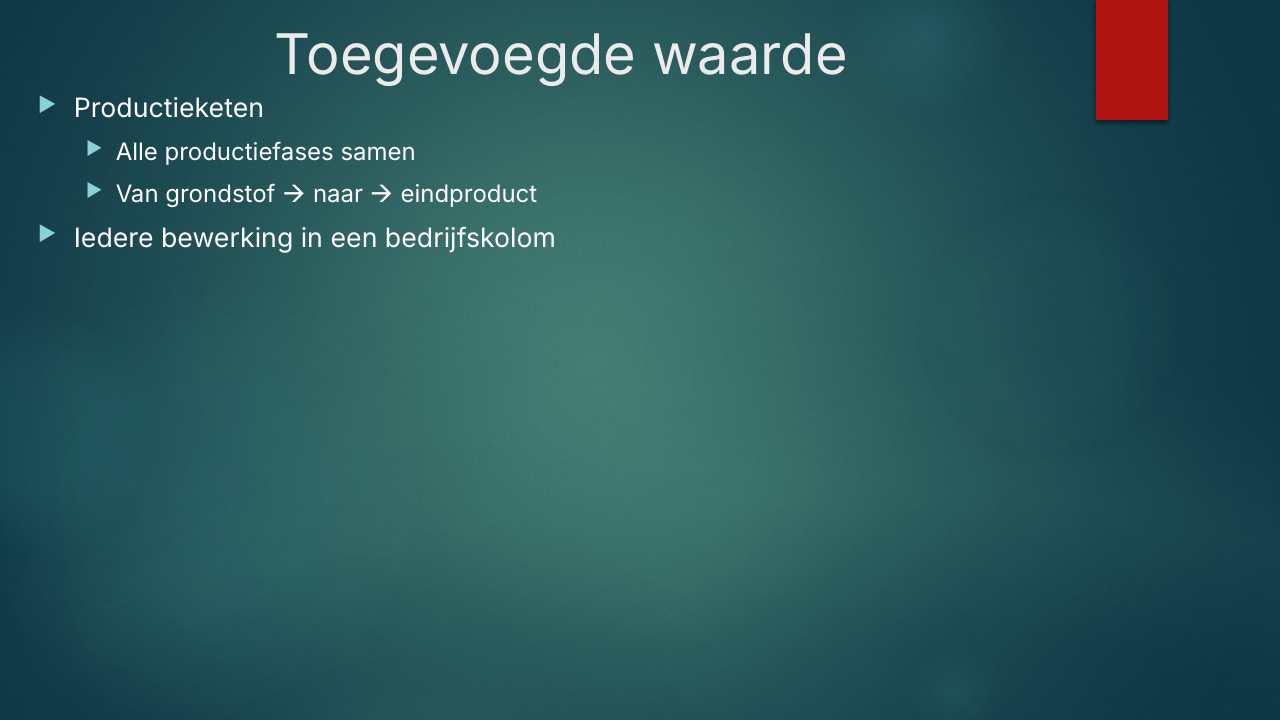 Toegevoegde waarde
Productieketen
Alle productiefases samen
Van grondstof → naar → eindproduct
Iedere bewerking in een bedrijfskolom